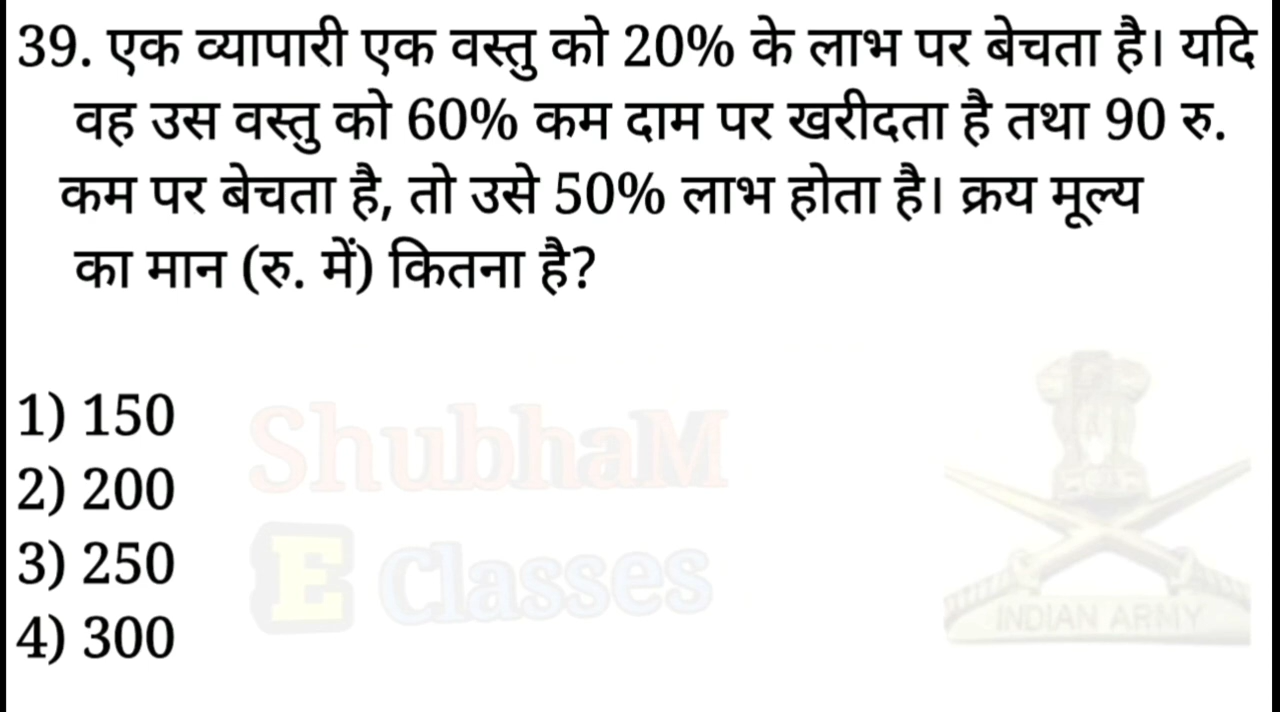 39. एक व्यापारी एक वस्तु को 20% के लाभ पर बेचता है। यदि
वह उस वस्तु को 60% कम दाम पर खरीदता है तथा 90 रु.
कम पर बेचता है, तो उसे 50% लाभ होता है। क्रय मूल्य
का मान (रु. में) कितना है?
1) 150
2) 200
3) 250
4) 300
ShubhaM
E Classes
INDIAN ARMY